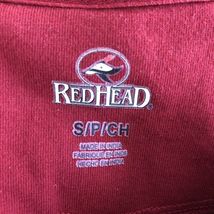 REDHEAD
S/P/CH
MADE IN INDIA
FABRIQUÉ EN INDE
HECHO EN INDIA